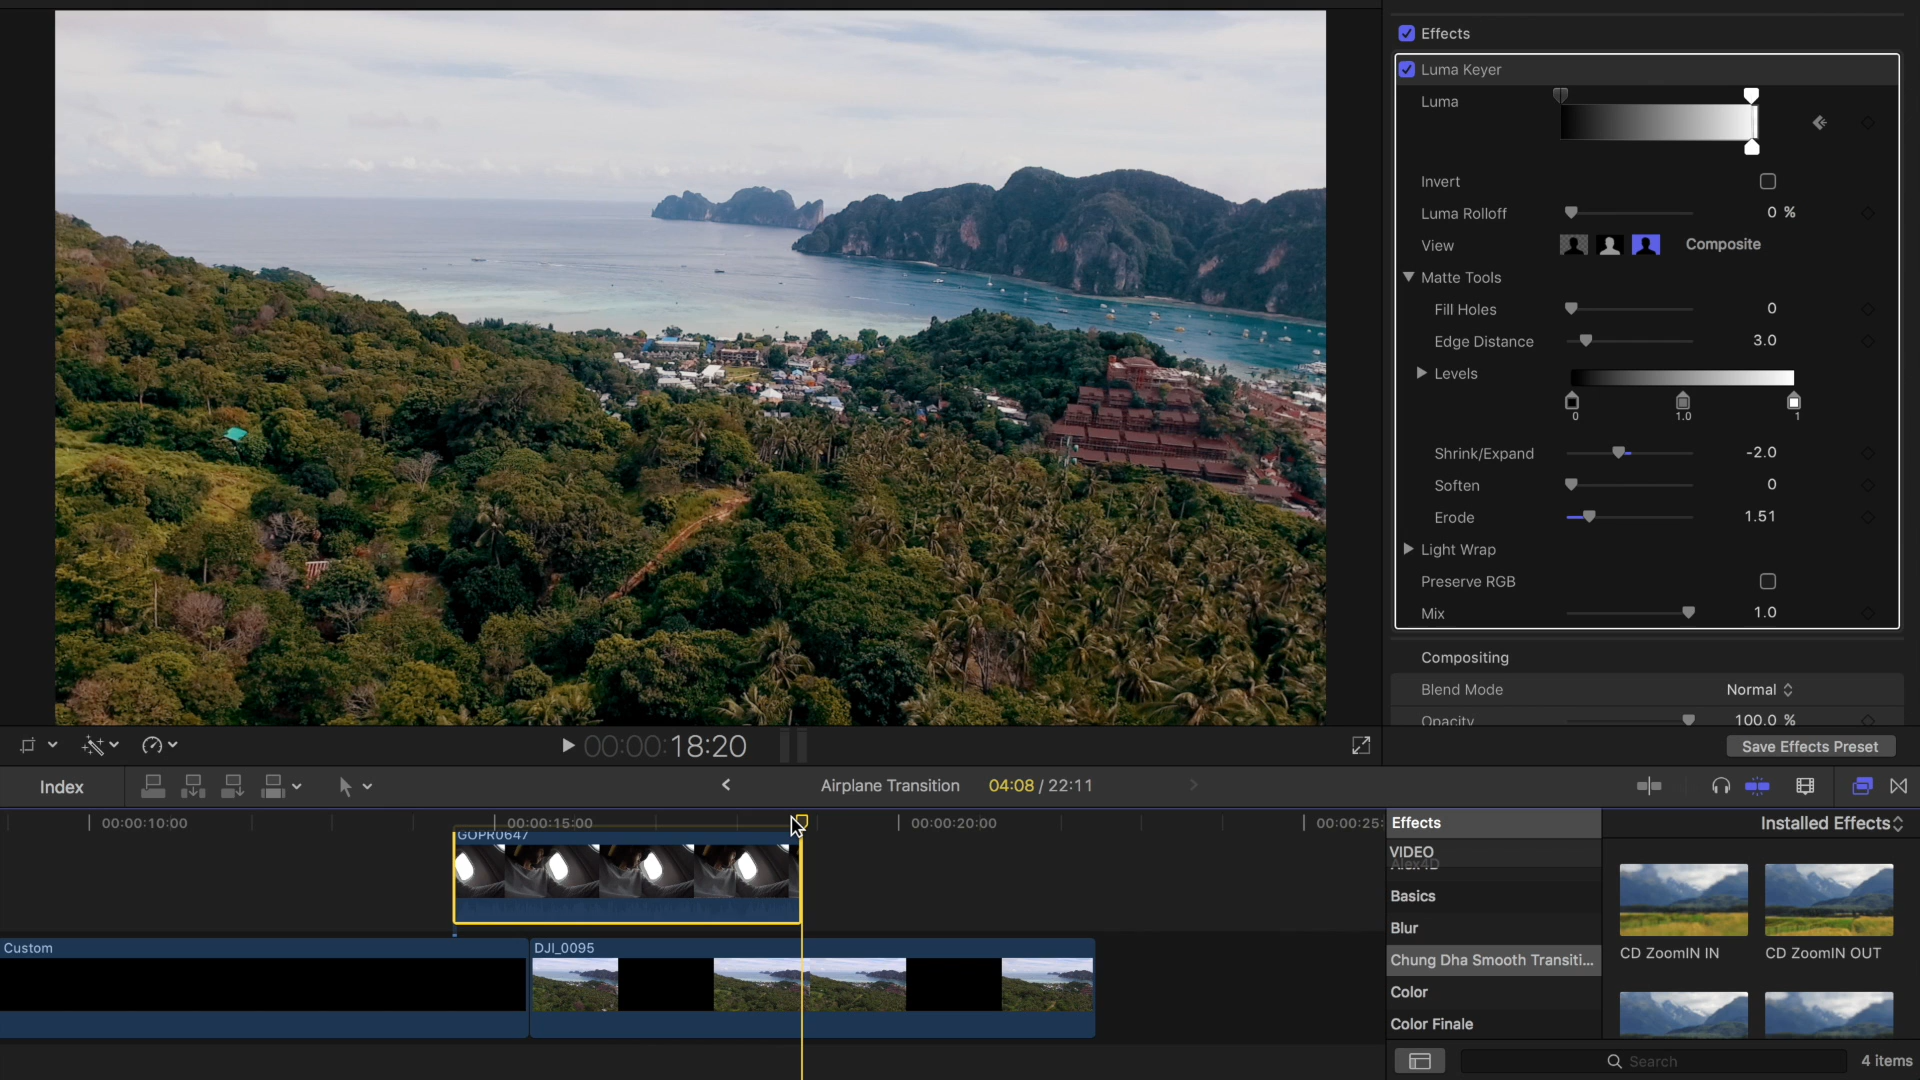 Effects
Luma Keyer
Luma
Invert
Luma Rolloff 0 %
View Composite
Matte Tools
Fill Holes 0
Edge Distance 3.0
Levels
0 1.0 1
Shrink/Expand -2.0
Soften 0
Erode 1.51
Light Wrap
Preserve RGB
Mix 1.0
Compositing
Blend Mode Normal
Opacity 100.0 %
00:00:18:20
Save Effects Preset
Index
Airplane Transition 04:08 / 22:11
00:00:10:00
00:00:15:00
00:00:20:00
00:00:25:
GOPR0647
Custom
DJI_0095
Effects
Installed Effects
VIDEO
Alex4D
Basics
Blur
Chung Dha Smooth Transiti...
Color
Color Finale
CD ZoomIN IN
CD ZoomIN OUT
Search
4 items